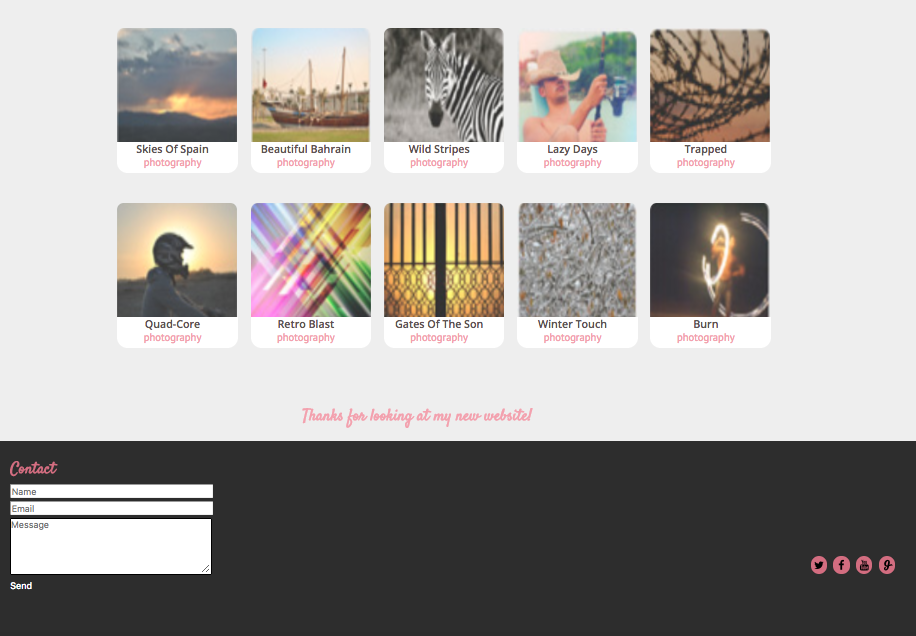 Skies Of Spain
photography
Beautiful Bahrain
photography
Wild Stripes
photography
Lazy Days
photography
Trapped
photography
Quad-Core
photography
Retro Blast
photography
Gates Of The Son
photography
Winter Touch
photography
Burn
photography
Thanks for looking at my new website!
Contact
Name
Email
Message
Send